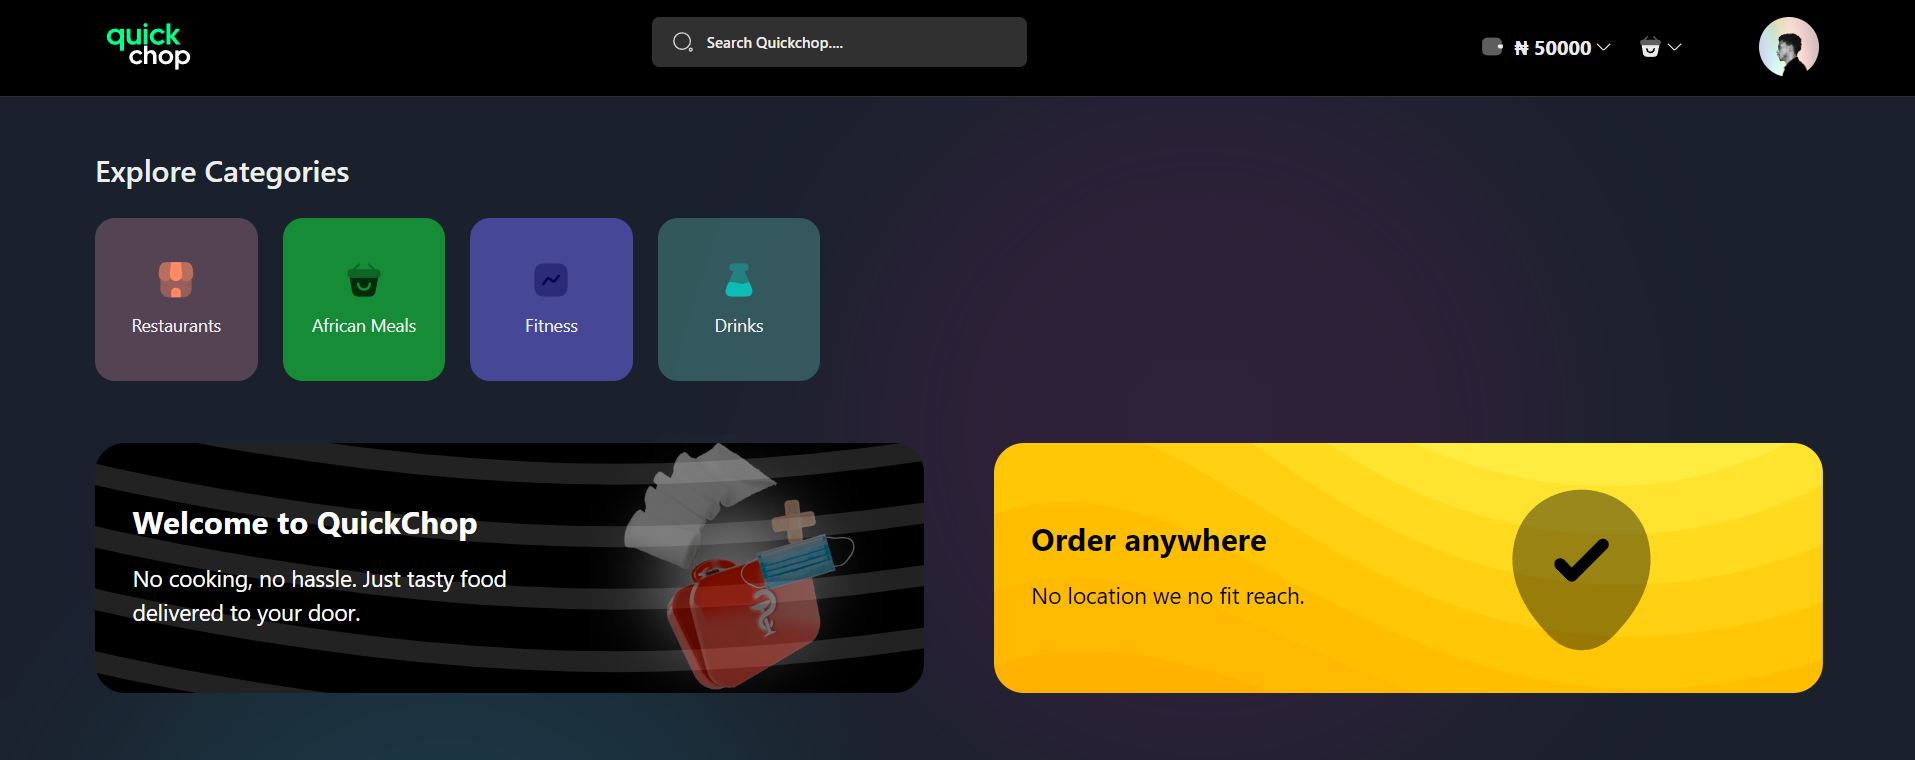 quick
chop
Search Quickchop....
₦ 50000
Explore Categories
Restaurants
African Meals
Fitness
Drinks
Welcome to QuickChop
No cooking, no hassle. Just tasty food
delivered to your door.
Order anywhere
No location we no fit reach.